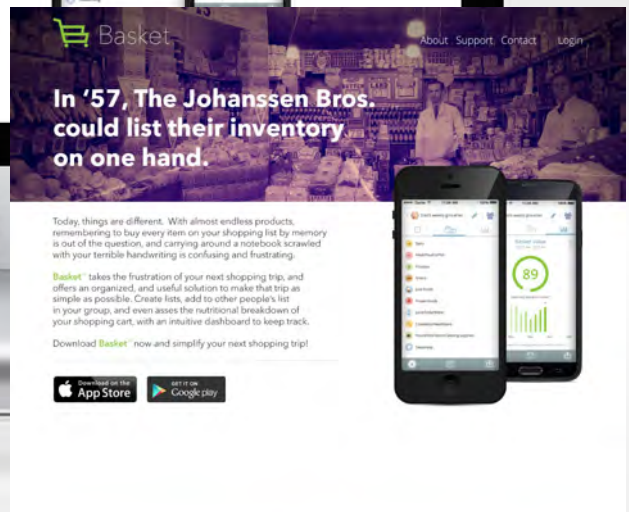 Basket
About Support Contact Login
In ‘57, The Johanssen Bros.
could list their inventory
on one hand.
Today, things are different. With almost endless products,
remembering to buy every item on your shopping list by memory
is out of the question, and carrying around a notebook scrawled
with your terrible handwriting is confusing and frustrating.
Basket™ takes the frustration of your next shopping trip, and
offers an organized, and useful solution to make that trip as
simple as possible. Create lists, add to other people's list
in your group, and even asses the nutritional breakdown of
your shopping cart, with an intuitive dashboard to keep track.
Download Basket™ now and simplify your next shopping trip!
Download on the
App Store
GET IT ON
Google play
89